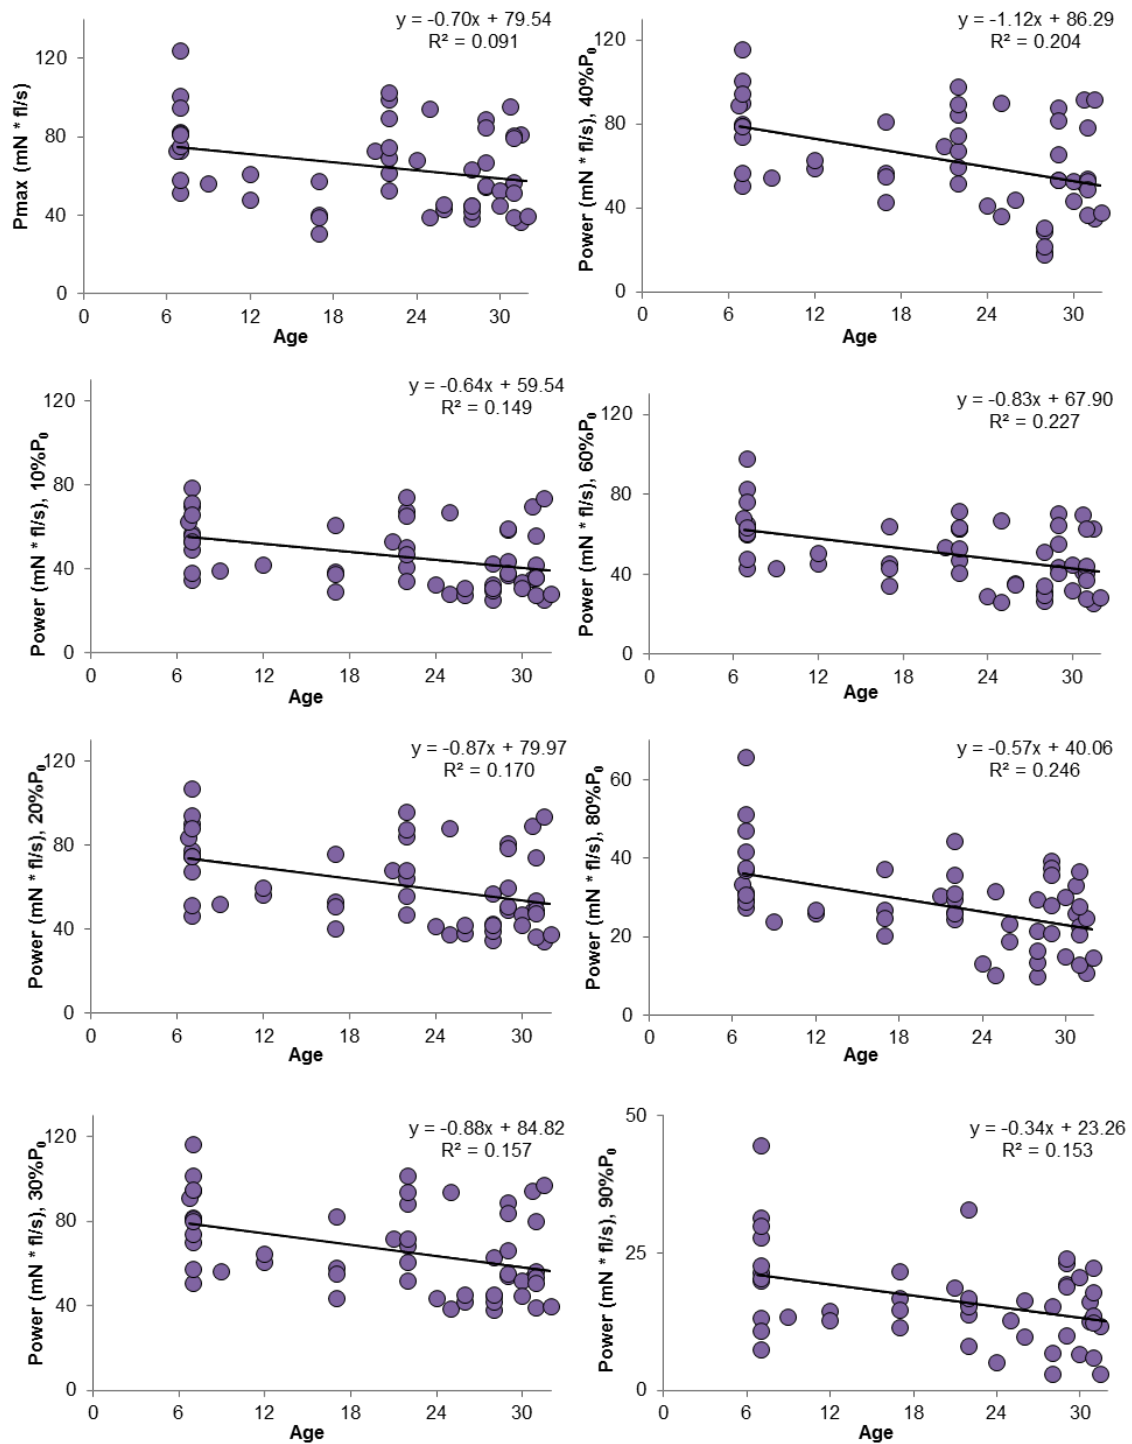 y = -0.70x + 79.54
R² = 0.091
Pmax (mN * fl/s)
120
80
40
0
0 6 12 18 24 30
Age
y = -1.12x + 86.29
R² = 0.204
Power (mN * fl/s), 40%P₀
120
80
40
0
0 6 12 18 24 30
Age
y = -0.64x + 59.54
R² = 0.149
Power (mN * fl/s), 10%P₀
120
80
40
0
0 6 12 18 24 30
Age
y = -0.83x + 67.90
R² = 0.227
Power (mN * fl/s), 60%P₀
120
80
40
0
0 6 12 18 24 30
Age
y = -0.87x + 79.97
R² = 0.170
Power (mN * fl/s), 20%P₀
120
80
40
0
0 6 12 18 24 30
Age
y = -0.57x + 40.06
R² = 0.246
Power (mN * fl/s), 80%P₀
60
40
20
0
0 6 12 18 24 30
Age
y = -0.88x + 84.82
R² = 0.157
Power (mN * fl/s), 30%P₀
120
80
40
0
0 6 12 18 24 30
Age
y = -0.34x + 23.26
R² = 0.153
Power (mN * fl/s), 90%P₀
50
25
0
0 6 12 18 24 30
Age